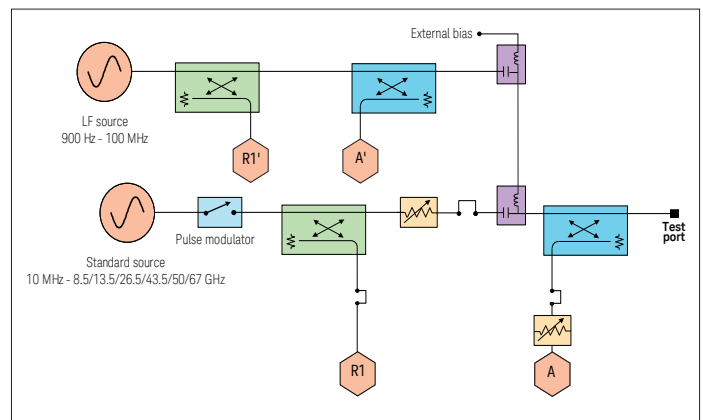 External bias
LF source
900 Hz - 100 MHz
R1'
A'
Pulse modulator
Test
port
Standard source
10 MHz - 8.5/13.5/26.5/43.5/50/67 GHz
R1
A